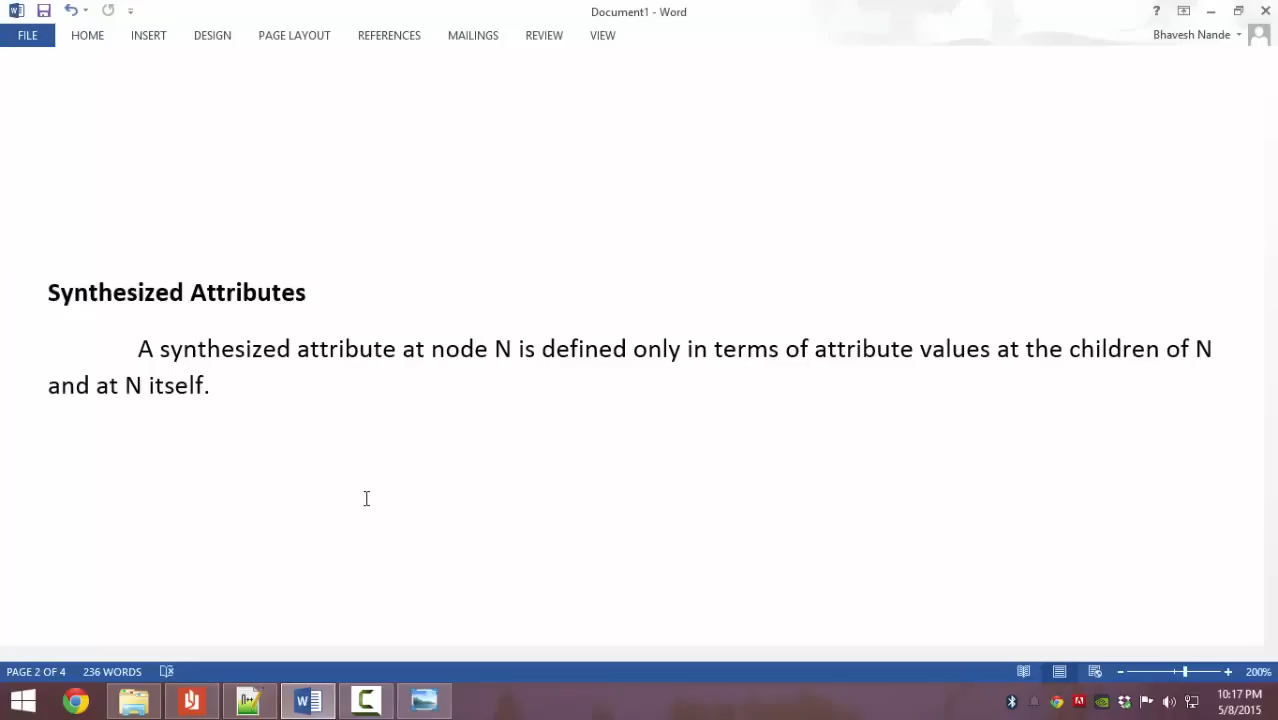 Document1 - Word
?
FILE HOME INSERT DESIGN PAGE LAYOUT REFERENCES MAILINGS REVIEW VIEW Bhavesh Nande
Synthesized Attributes
A synthesized attribute at node N is defined only in terms of attribute values at the children of N
and at N itself.
PAGE 2 OF 4 236 WORDS 200%
10:17 PM
5/8/2015